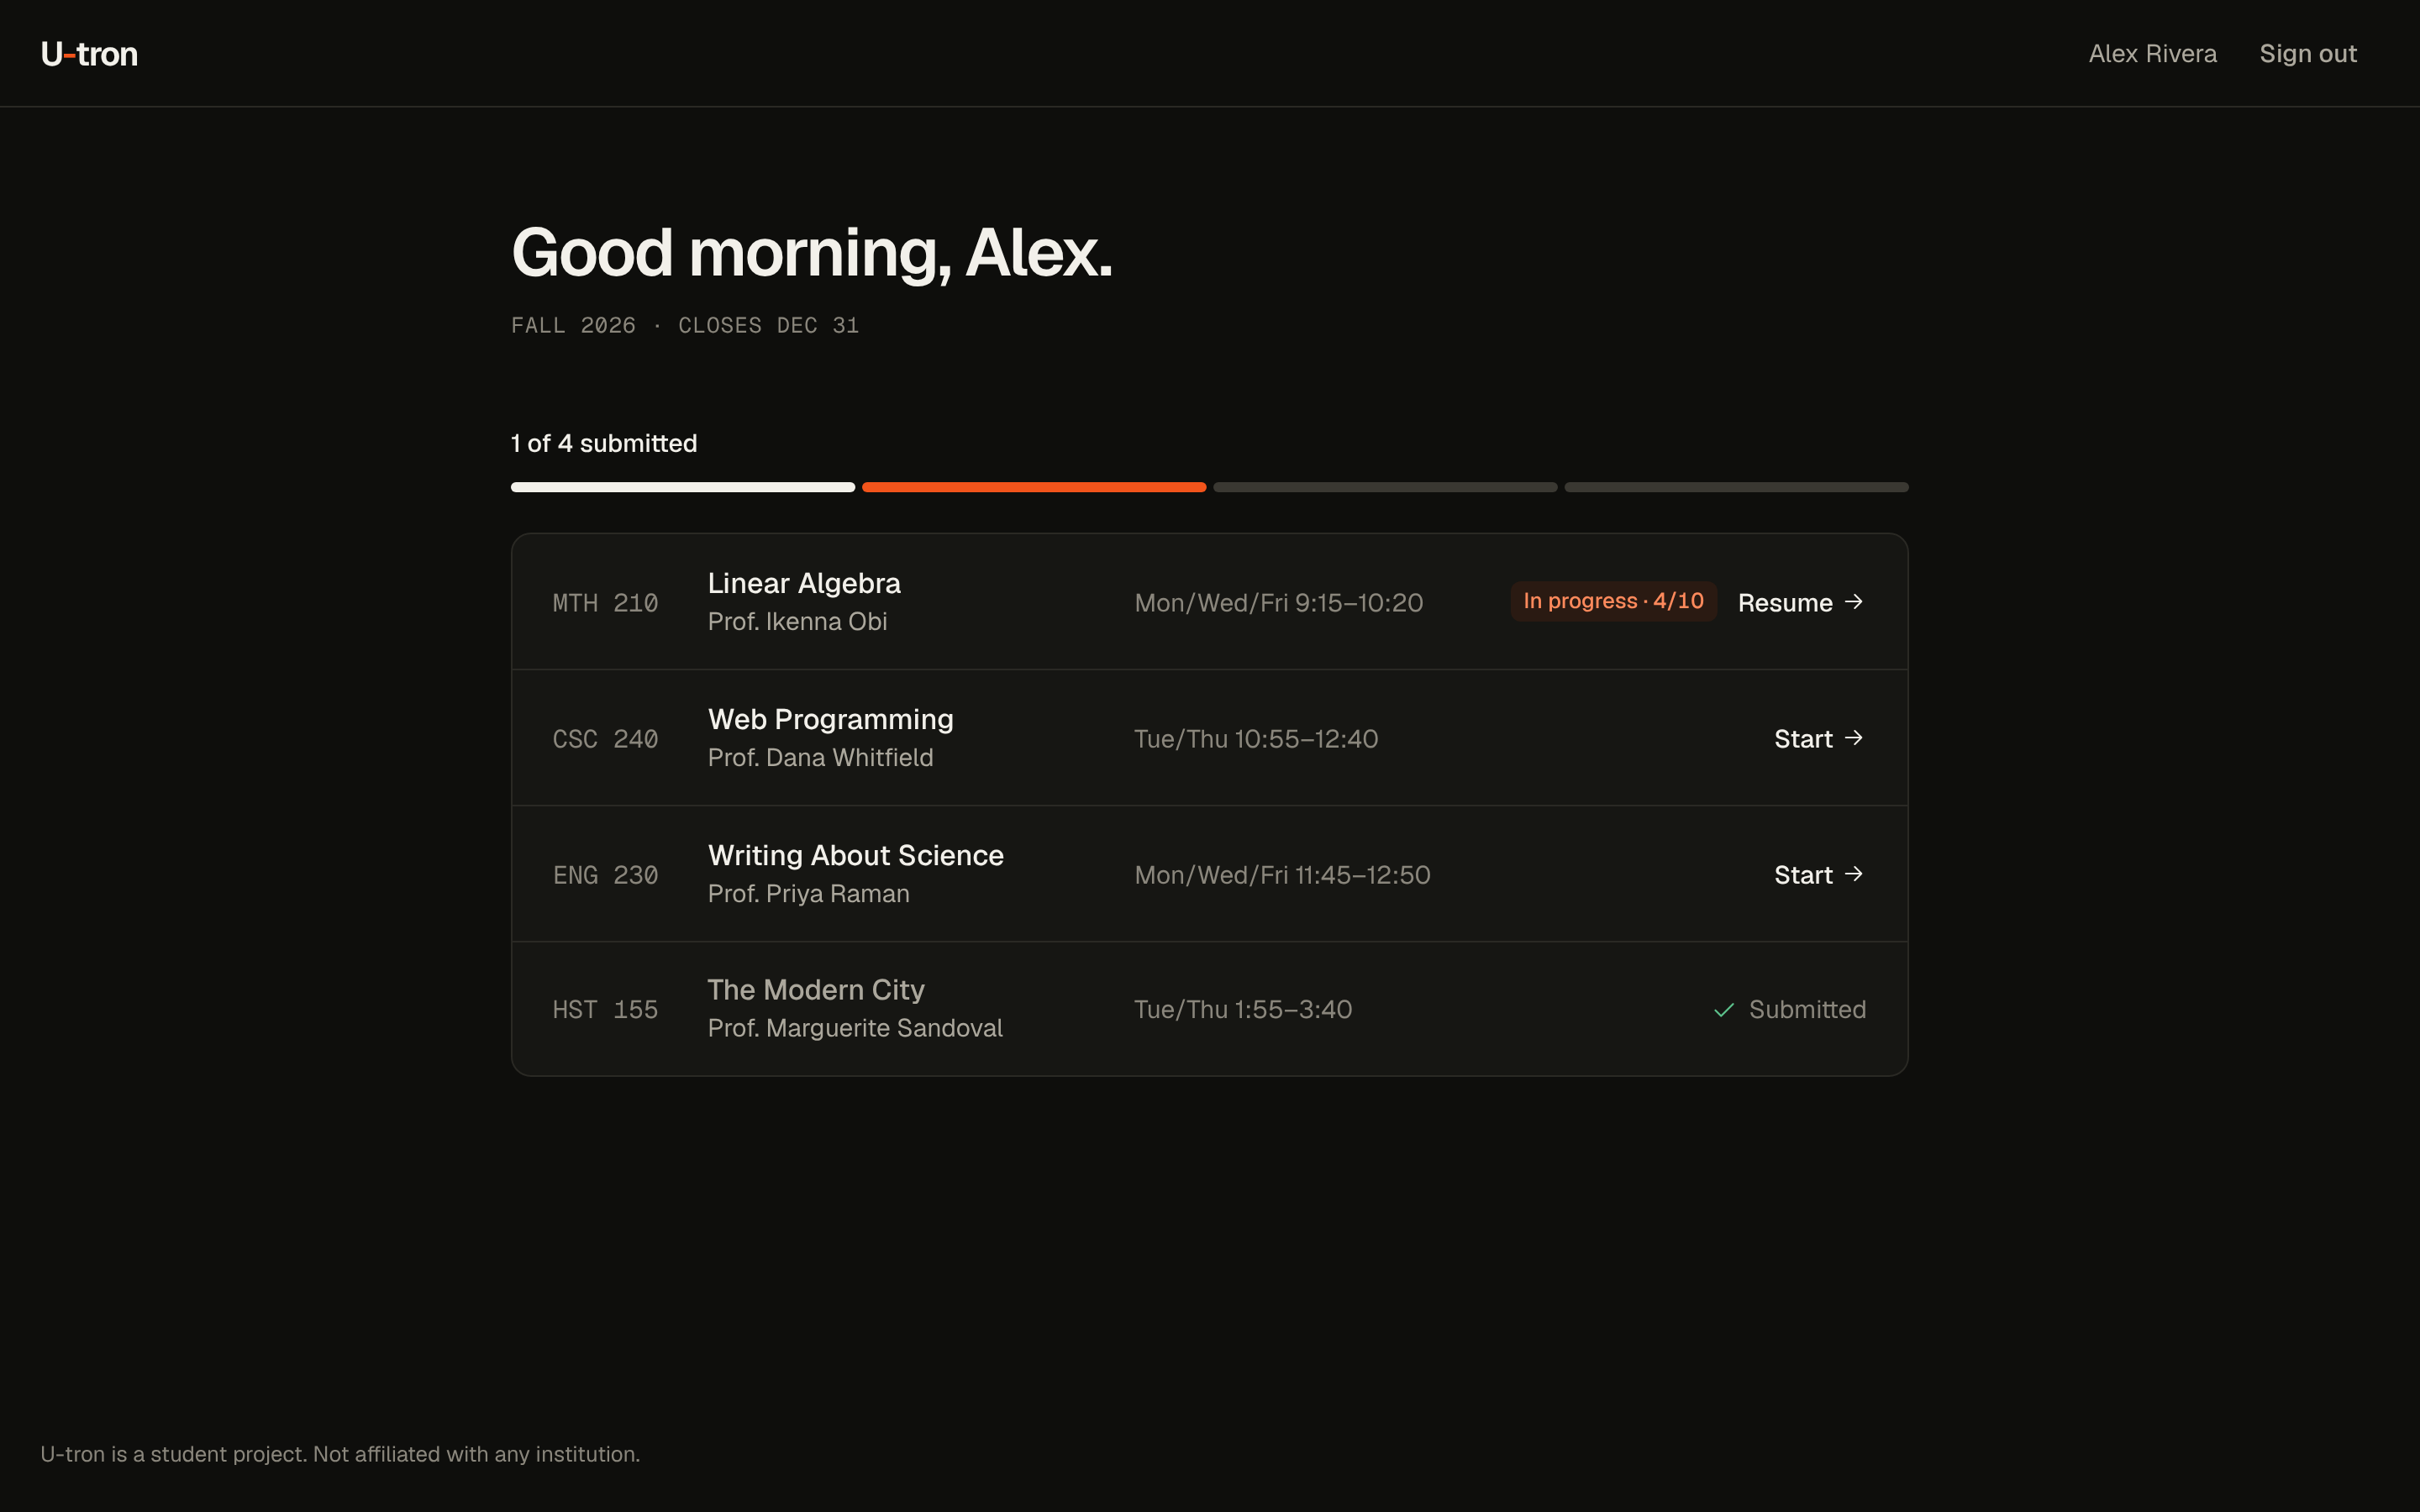 U-tron
Alex Rivera
Sign out
Good morning, Alex.
FALL 2026 · CLOSES DEC 31
1 of 4 submitted
MTH 210
Linear Algebra
Prof. Ikenna Obi
Mon/Wed/Fri 9:15–10:20
In progress · 4/10
Resume →
CSC 240
Web Programming
Prof. Dana Whitfield
Tue/Thu 10:55–12:40
Start →
ENG 230
Writing About Science
Prof. Priya Raman
Mon/Wed/Fri 11:45–12:50
Start →
HST 155
The Modern City
Prof. Marguerite Sandoval
Tue/Thu 1:55–3:40
✓ Submitted
U-tron is a student project. Not affiliated with any institution.